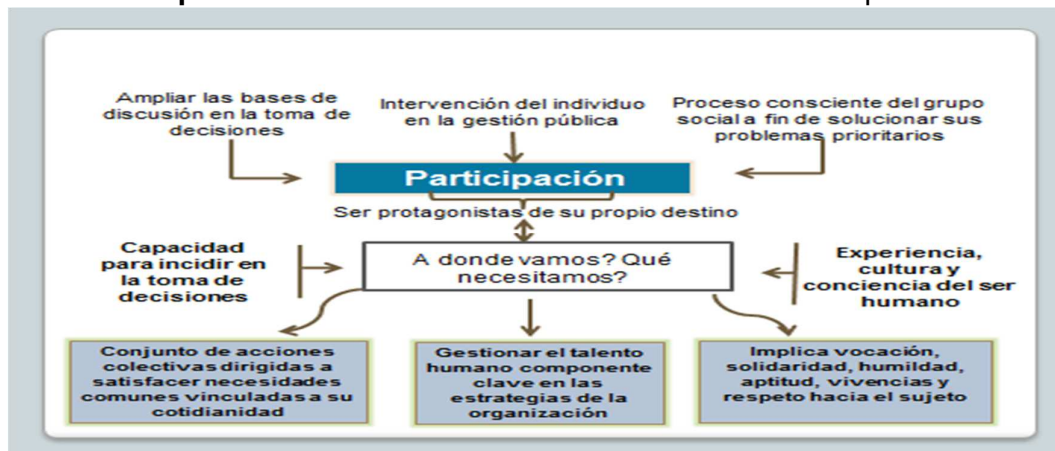 Ampliar las bases de
discusión en la toma de
decisiones
Intervención del individuo
en la gestión pública
Proceso consciente del grupo
social a fin de solucionar sus
problemas prioritarios
Participación
Ser protagonistas de su propio destino
Capacidad
para incidir en
la toma de
decisiones
A donde vamos? Qué
necesitamos?
Experiencia,
cultura y
conciencia del ser
humano
Conjunto de acciones
colectivas dirigidas a
satisfacer necesidades
comunes vinculadas a su
cotidianidad
Gestionar el talento
humano componente
clave en las
estrategias de la
organización
Implica vocación,
solidaridad, humildad,
aptitud, vivencias y
respeto hacia el sujeto